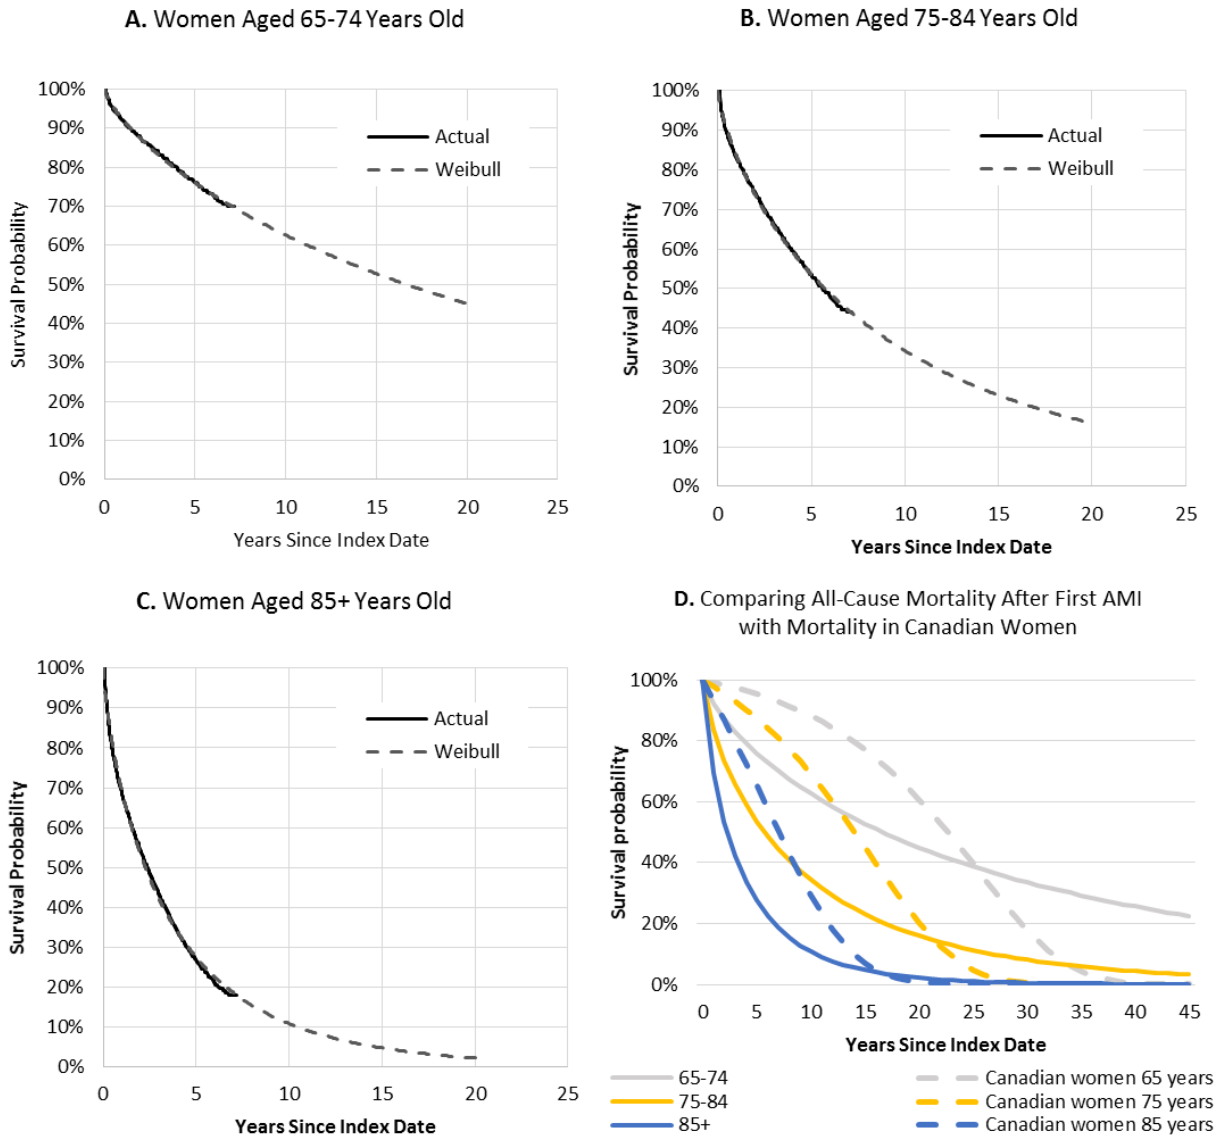 A. Women Aged 65-74 Years Old
100%
90%
80%
70%
60%
50%
40%
30%
20%
10%
0%
Survival Probability
Actual
Weibull
0 5 10 15 20 25
Years Since Index Date
B. Women Aged 75-84 Years Old
100%
90%
80%
70%
60%
50%
40%
30%
20%
10%
0%
Survival Probability
Actual
Weibull
0 5 10 15 20 25
Years Since Index Date
C. Women Aged 85+ Years Old
100%
90%
80%
70%
60%
50%
40%
30%
20%
10%
0%
Survival Probability
Actual
Weibull
0 5 10 15 20 25
Years Since Index Date
D. Comparing All-Cause Mortality After First AMI
with Mortality in Canadian Women
100%
80%
60%
40%
20%
0%
Survival probability
0 5 10 15 20 25 30 35 40 45
Years Since Index Date
65-74 Canadian women 65 years
75-84 Canadian women 75 years
85+ Canadian women 85 years